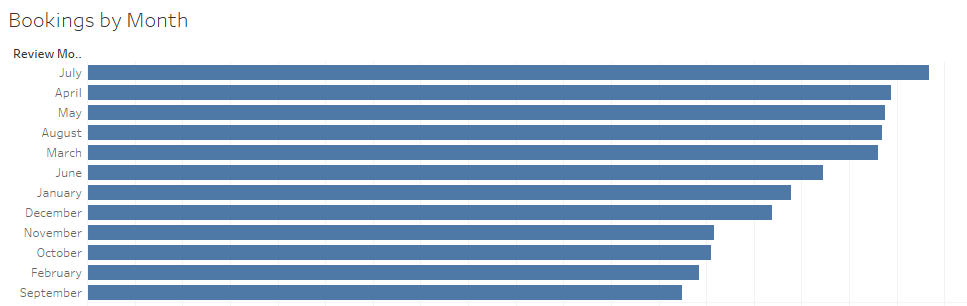 Bookings by Month
Review Mo..
July
April
May
August
March
June
January
December
November
October
February
September